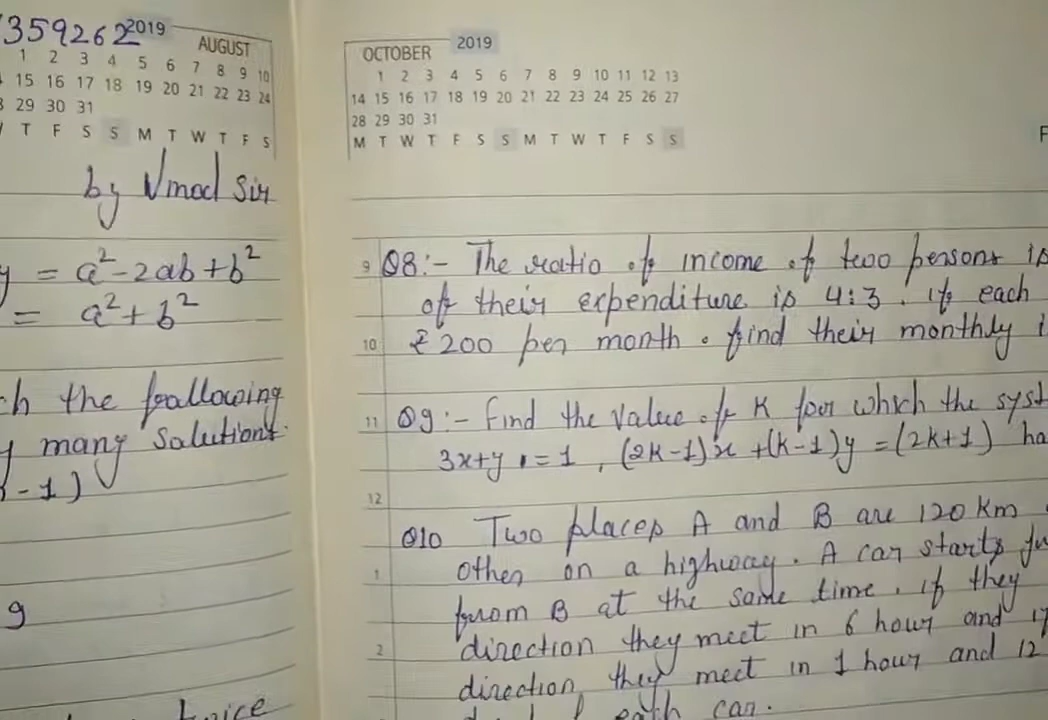 359262
2019
AUGUST
1 2 3 4 5 6 7 8 9 10
15 16 17 18 19 20 21 22 23 24
29 30 31
T F S S M T W T F S
by Vmod Sir
y = a²-2ab+b²
= a²+b²
the following
many solutions
-1)
9
OCTOBER 2019
1 2 3 4 5 6 7 8 9 10 11 12 13
14 15 16 17 18 19 20 21 22 23 24 25 26 27
28 29 30 31
M T W T F S S M T W T F S S
9 Q8:- The ratio of income of two persons is
of their expenditure is 4:3. If each
10 ₹200 per month. find their monthly
11 Q9:- Find the value of K for which the
3x+y=1, (2K-1)x+(K-1)y=(2K+1)
12
Q10 Two places A and B are 120 Km
other on a highway. A car starts
1
from B at the same time. if they
2 direction they meet in 6 hour and
direction, they meet in 1 hour and 12
each car.